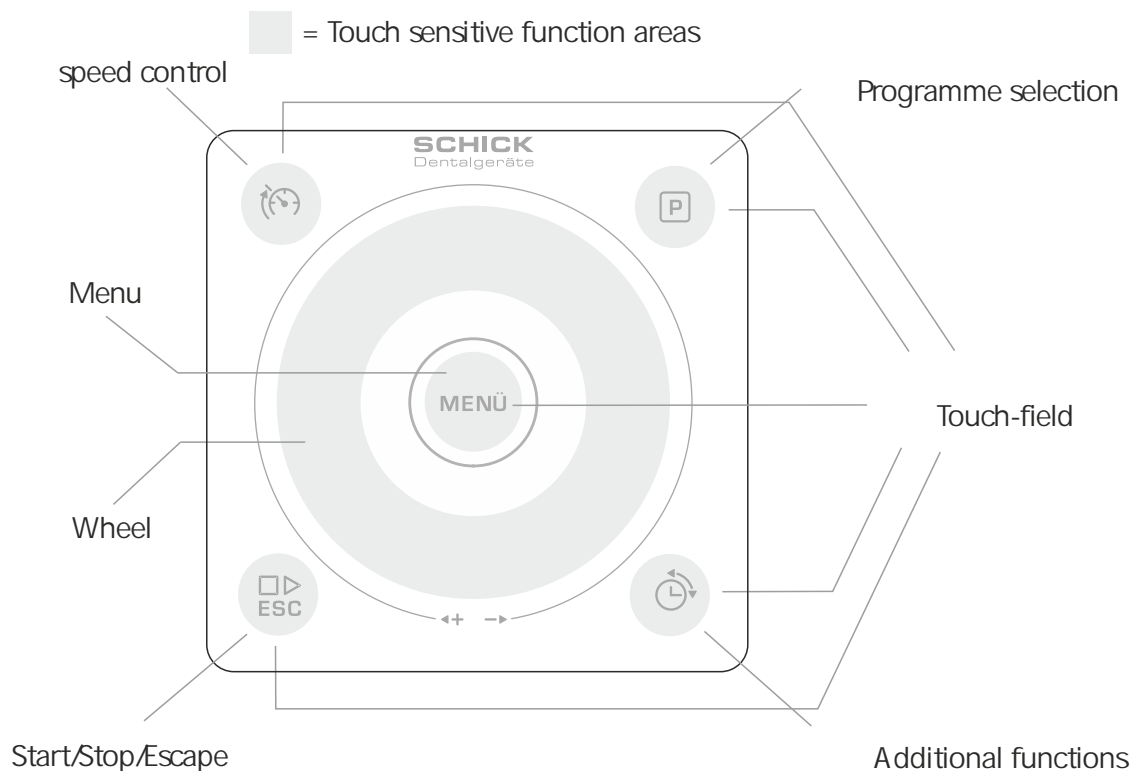 = Touch sensitive function areas
speed control
Programme selection
SCHICK
Dentalgeräte
P
Menu
MENÜ
Touch-field
Wheel
ESC
+ −
Start/Stop/Escape
Additional functions